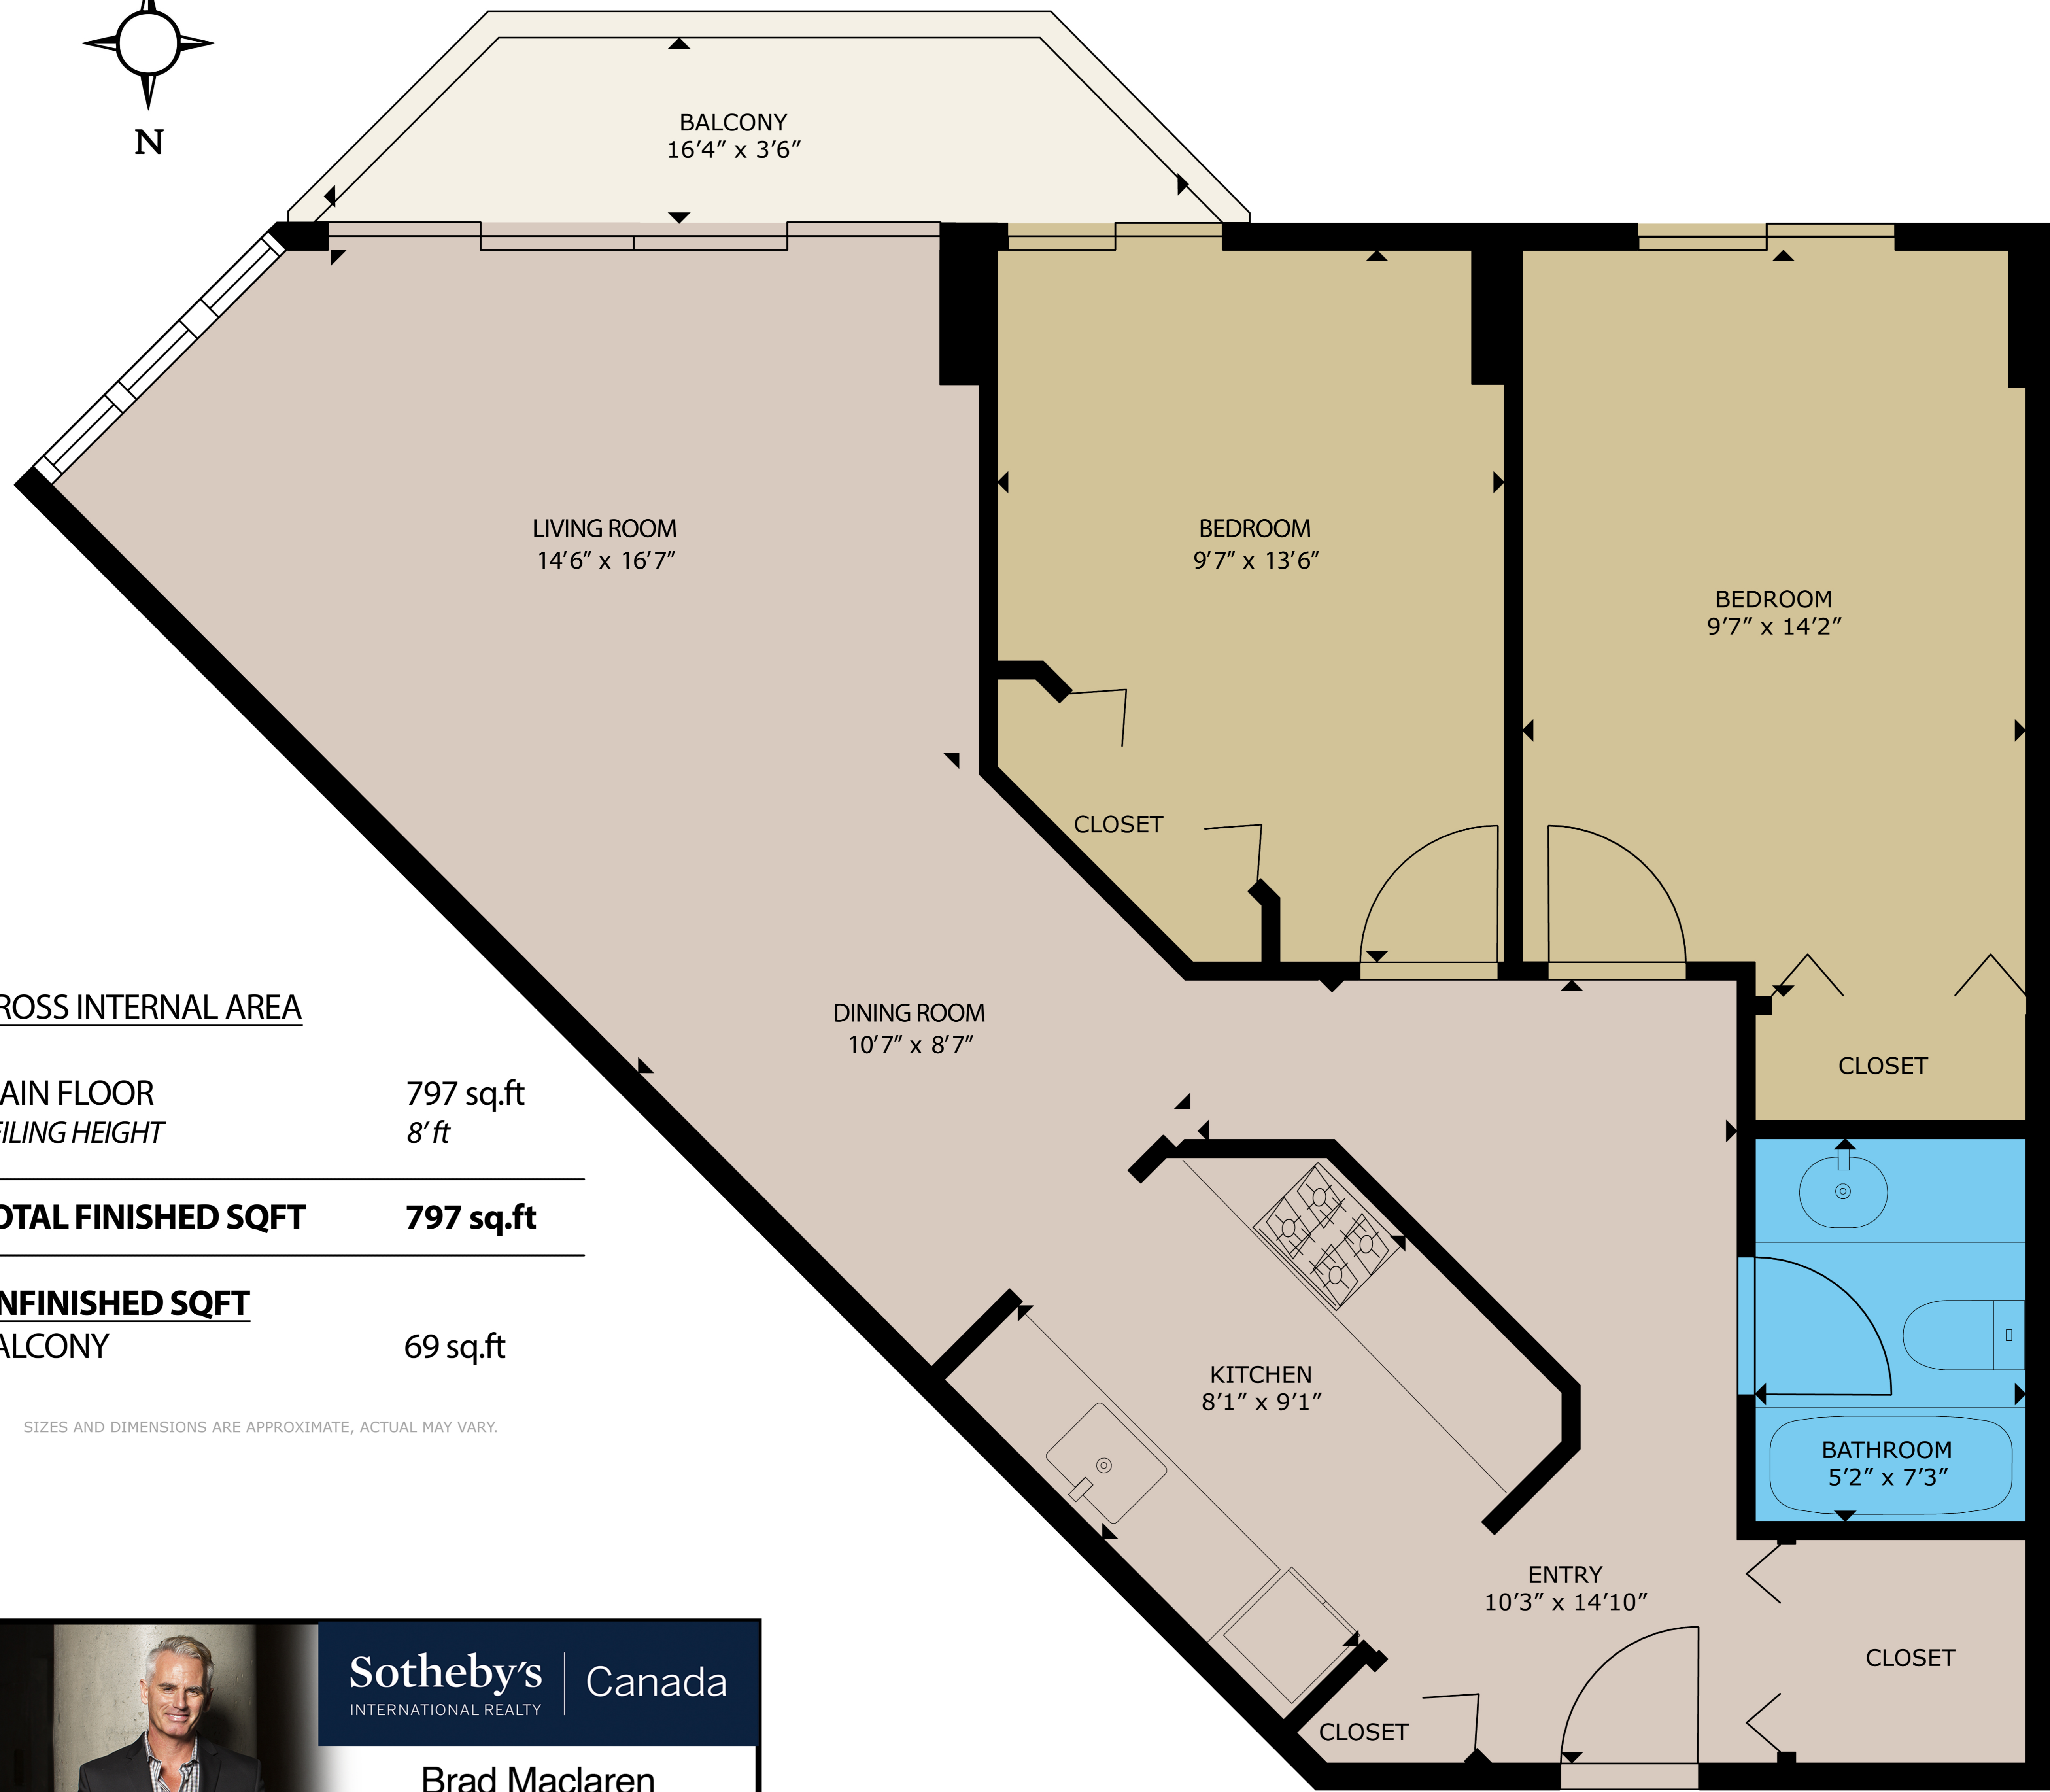 N
BALCONY
16'4" x 3'6"
LIVING ROOM
14'6" x 16'7"
BEDROOM
9'7" x 13'6"
BEDROOM
9'7" x 14'2"
CLOSET
DINING ROOM
10'7" x 8'7"
CLOSET
KITCHEN
8'1" x 9'1"
BATHROOM
5'2" x 7'3"
ENTRY
10'3" x 14'10"
CLOSET
CLOSET
ROSS INTERNAL AREA
AIN FLOOR 797 sq.ft
EILING HEIGHT 8' ft
OTAL FINISHED SQFT 797 sq.ft
NFINISHED SQFT
ALCONY 69 sq.ft
SIZES AND DIMENSIONS ARE APPROXIMATE, ACTUAL MAY VARY.
Sotheby's Canada
INTERNATIONAL REALTY
Brad Maclaren